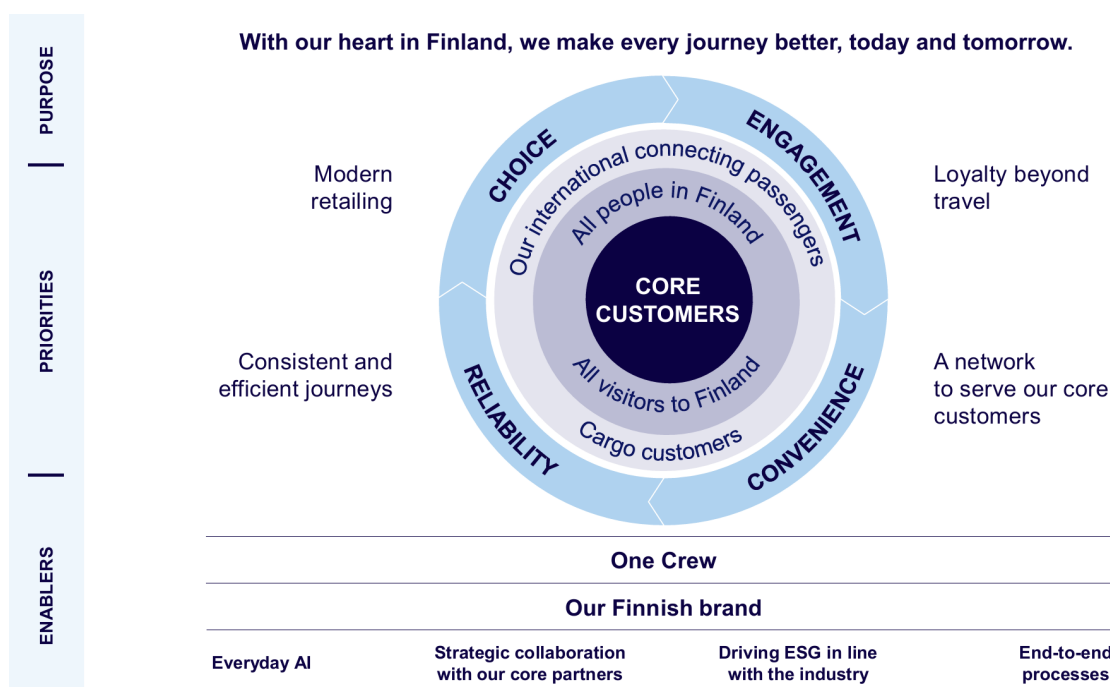 PURPOSE
With our heart in Finland, we make every journey better, today and tomorrow.
PRIORITIES
CHOICE
Modern
retailing
ENGAGEMENT
Loyalty beyond
travel
Our international connecting passengers
All people in Finland
CORE
CUSTOMERS
All visitors to Finland
Cargo customers
RELIABILITY
Consistent and
efficient journeys
CONVENIENCE
A network
to serve our core
customers
ENABLERS
One Crew
Our Finnish brand
Everyday AI
Strategic collaboration
with our core partners
Driving ESG in line
with the industry
End-to-end
processes